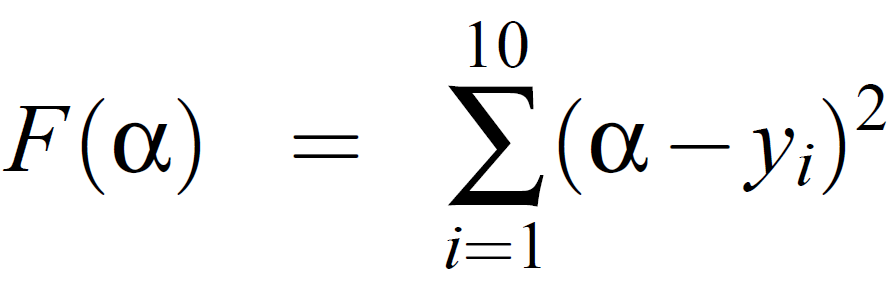 F(α) = ∑_{i=1}^{10} (α − y_i)^2